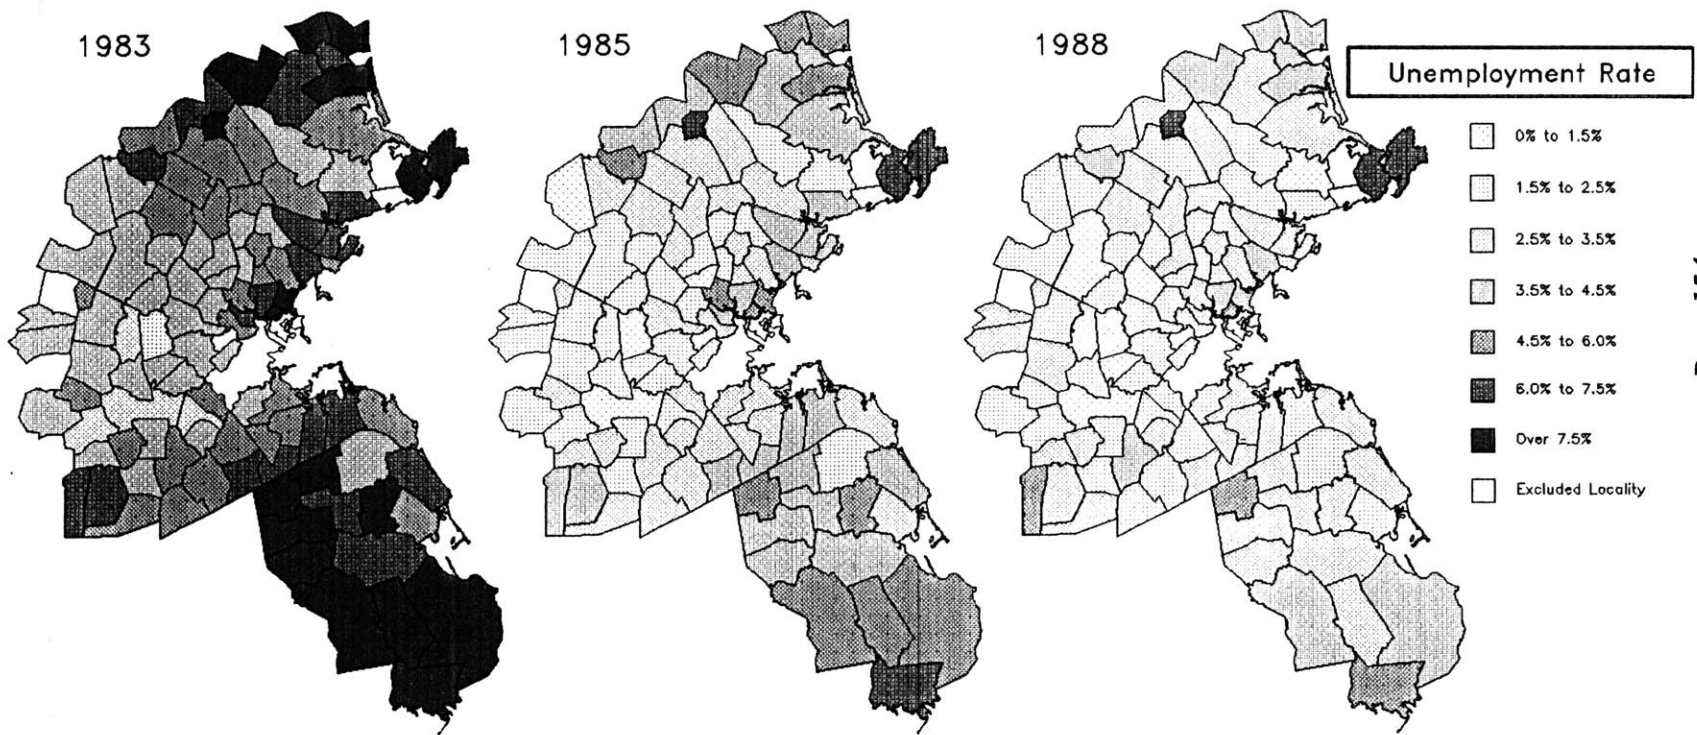 1983
1985
1988
Unemployment Rate
0% to 1.5%
1.5% to 2.5%
2.5% to 3.5%
3.5% to 4.5%
4.5% to 6.0%
6.0% to 7.5%
Over 7.5%
Excluded Locality